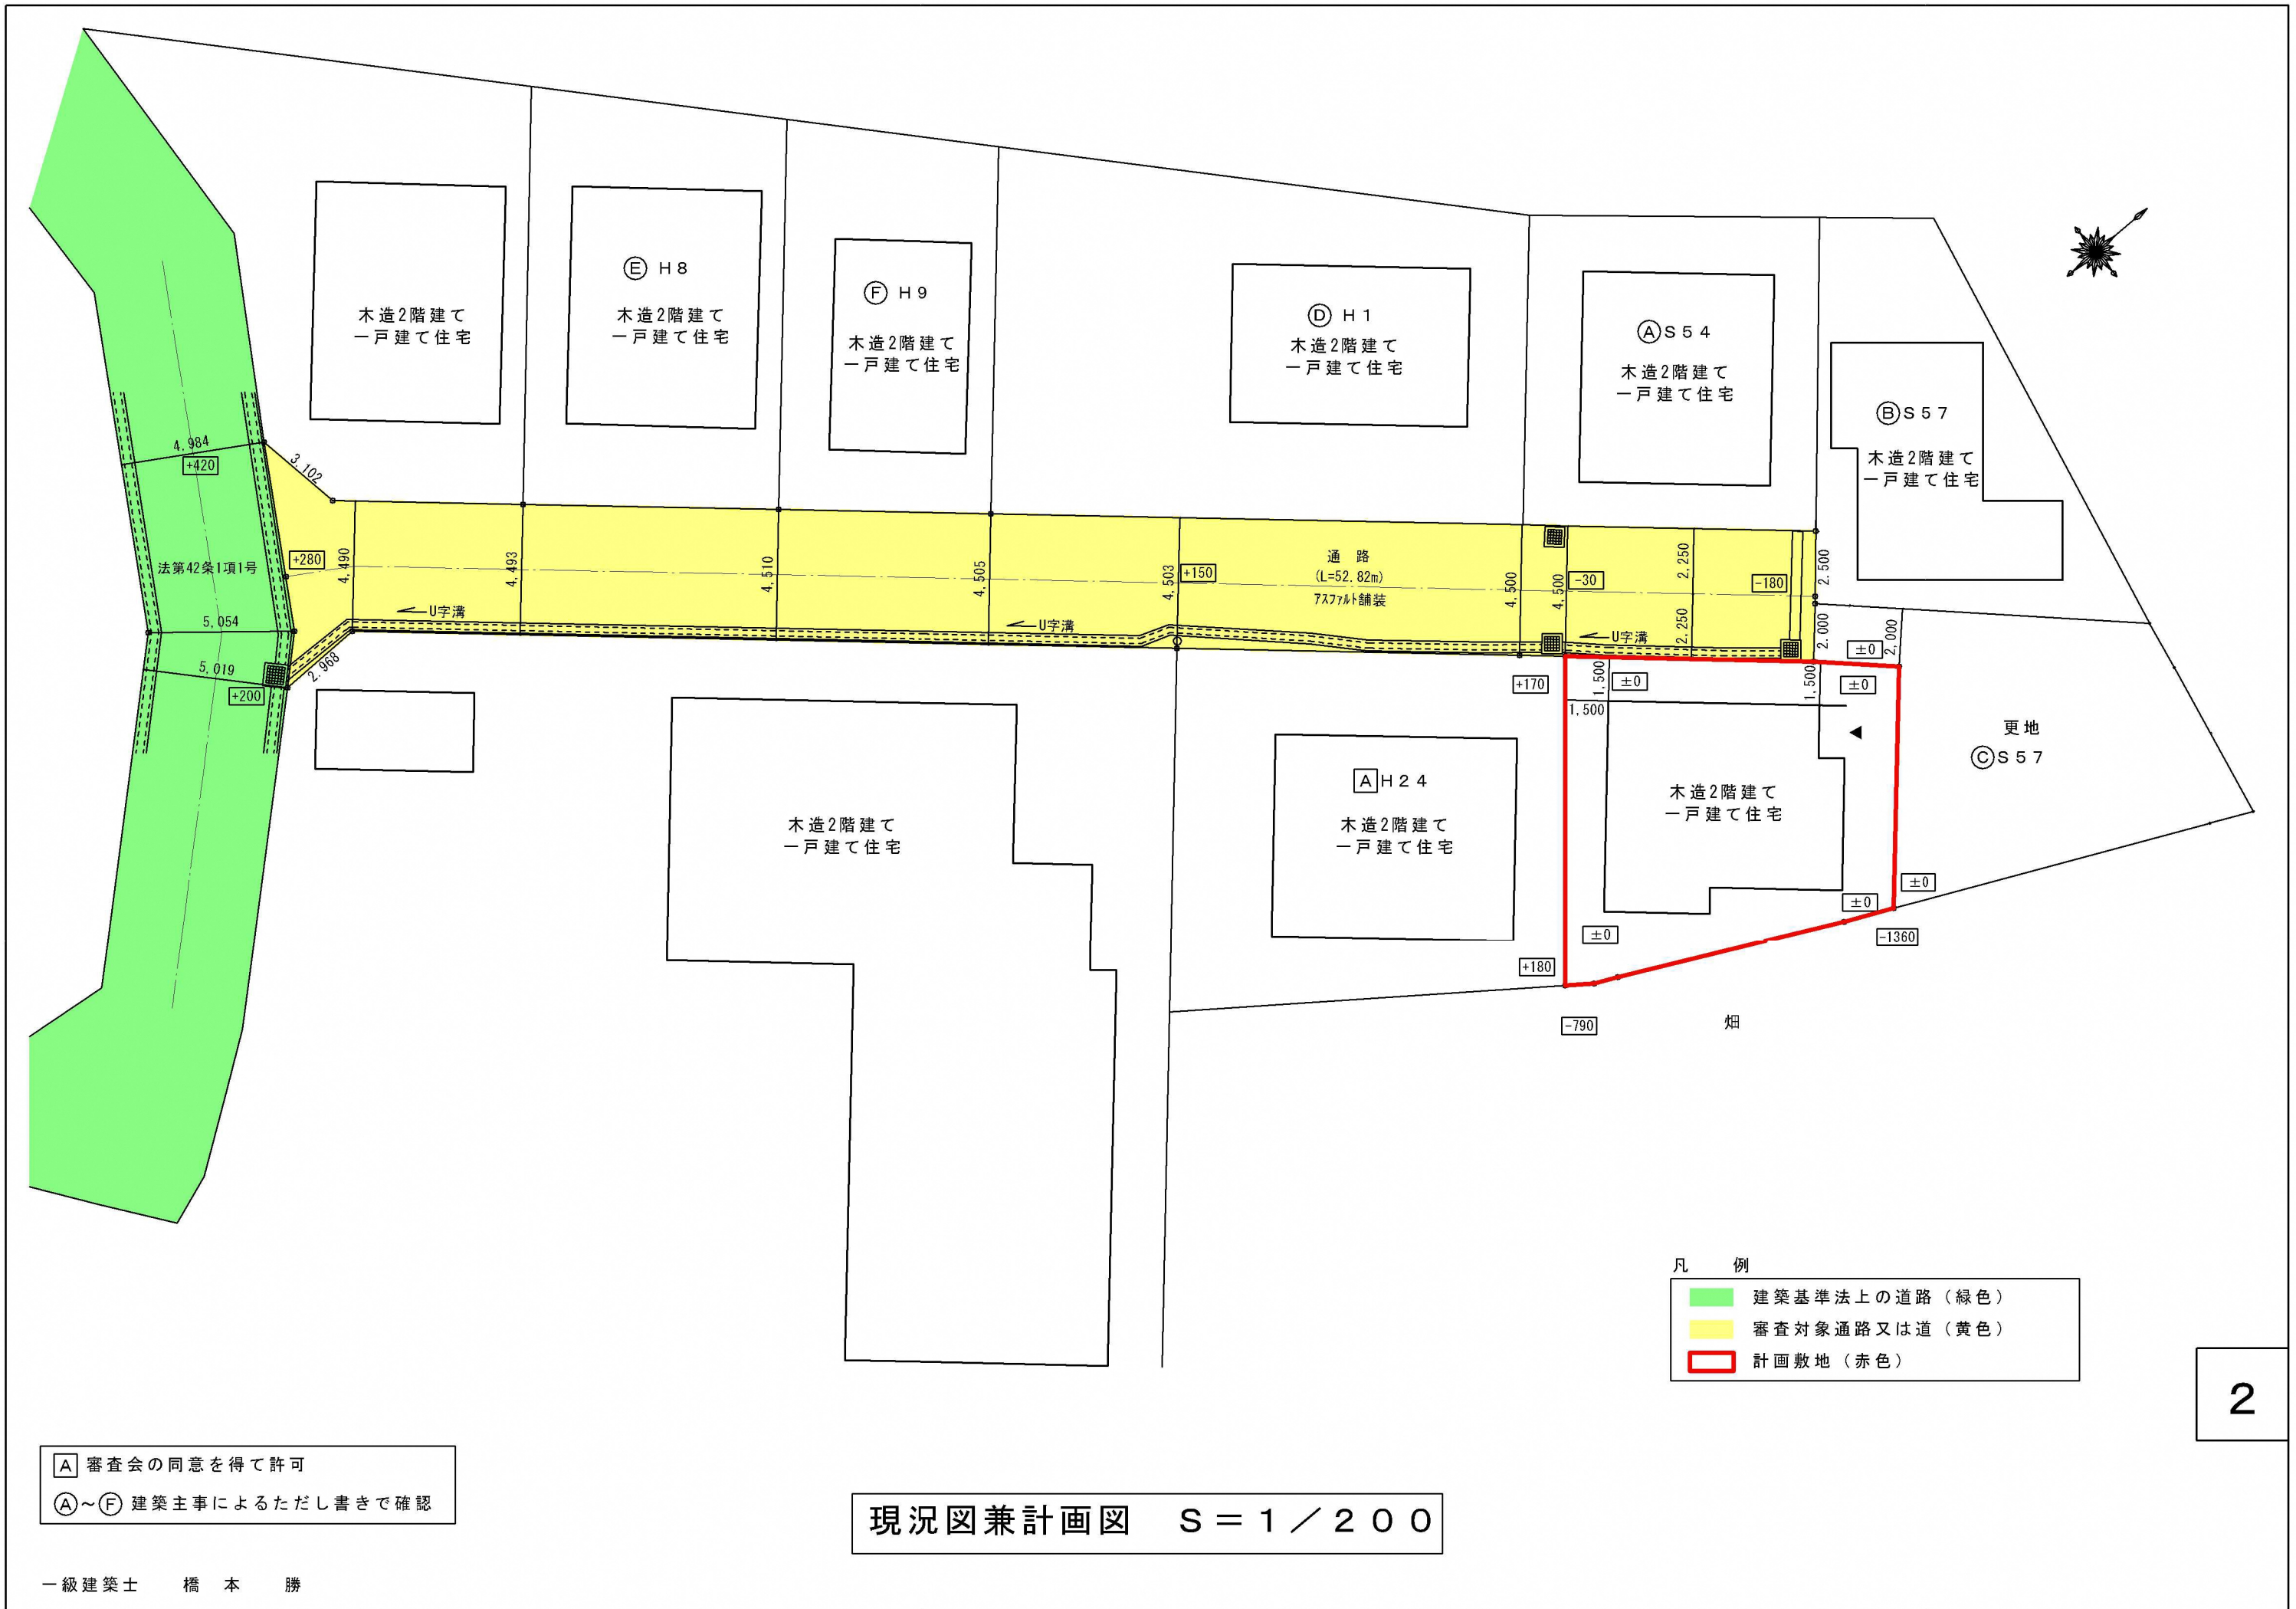 木造2階建て
一戸建て住宅
Ⓔ H8
木造2階建て
一戸建て住宅
Ⓕ H9
木造2階建て
一戸建て住宅
Ⓓ H1
木造2階建て
一戸建て住宅
ⒶS54
木造2階建て
一戸建て住宅
ⒷS57
木造2階建て
一戸建て住宅
4,984
+420
3,102
法第42条1項1号
+280
5,054
5,019
+200
2,968
4,490
4,493
4,510
4,505
4,503
+150
通路
(L=52.82m)
アスファルト舗装
4,500
4,500
-30
2,250
2,250
-180
2,500
2,000
±0
2,000
U字溝
U字溝
U字溝
+170
1,500
±0
1,500
1,500
±0
更地
ⒸS57
木造2階建て
一戸建て住宅
A H24
木造2階建て
一戸建て住宅
木造2階建て
一戸建て住宅
±0
±0
±0
-1360
+180
-790
畑
凡 例
建築基準法上の道路（緑色）
審査対象通路又は道（黄色）
計画敷地（赤色）
2
A 審査会の同意を得て許可
Ⓐ～Ⓕ 建築主事によるただし書きで確認
現況図兼計画図 S=1/200
一級建築士 橋本 勝